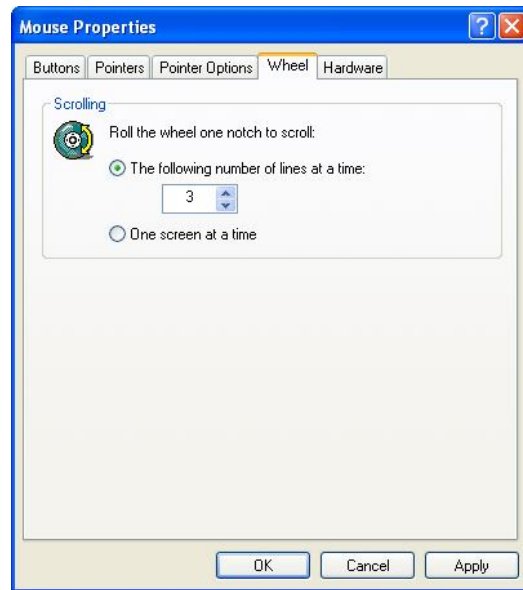 Mouse Properties
Buttons Pointers Pointer Options Wheel Hardware
Scrolling
Roll the wheel one notch to scroll:
The following number of lines at a time:
3
One screen at a time
OK Cancel Apply